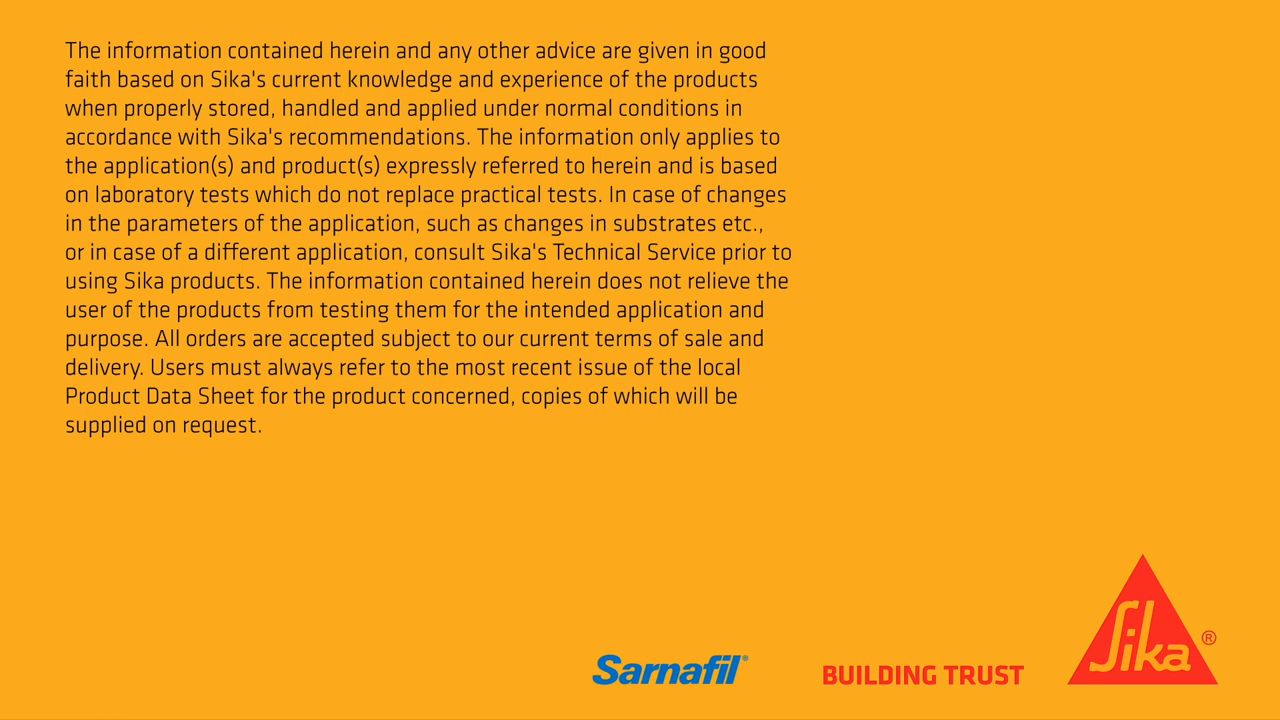 The information contained herein and any other advice are given in good
faith based on Sika's current knowledge and experience of the products
when properly stored, handled and applied under normal conditions in
accordance with Sika's recommendations. The information only applies to
the application(s) and product(s) expressly referred to herein and is based
on laboratory tests which do not replace practical tests. In case of changes
in the parameters of the application, such as changes in substrates etc.,
or in case of a different application, consult Sika's Technical Service prior to
using Sika products. The information contained herein does not relieve the
user of the products from testing them for the intended application and
purpose. All orders are accepted subject to our current terms of sale and
delivery. Users must always refer to the most recent issue of the local
Product Data Sheet for the product concerned, copies of which will be
supplied on request.
Sarnafil®
BUILDING TRUST
Sika®